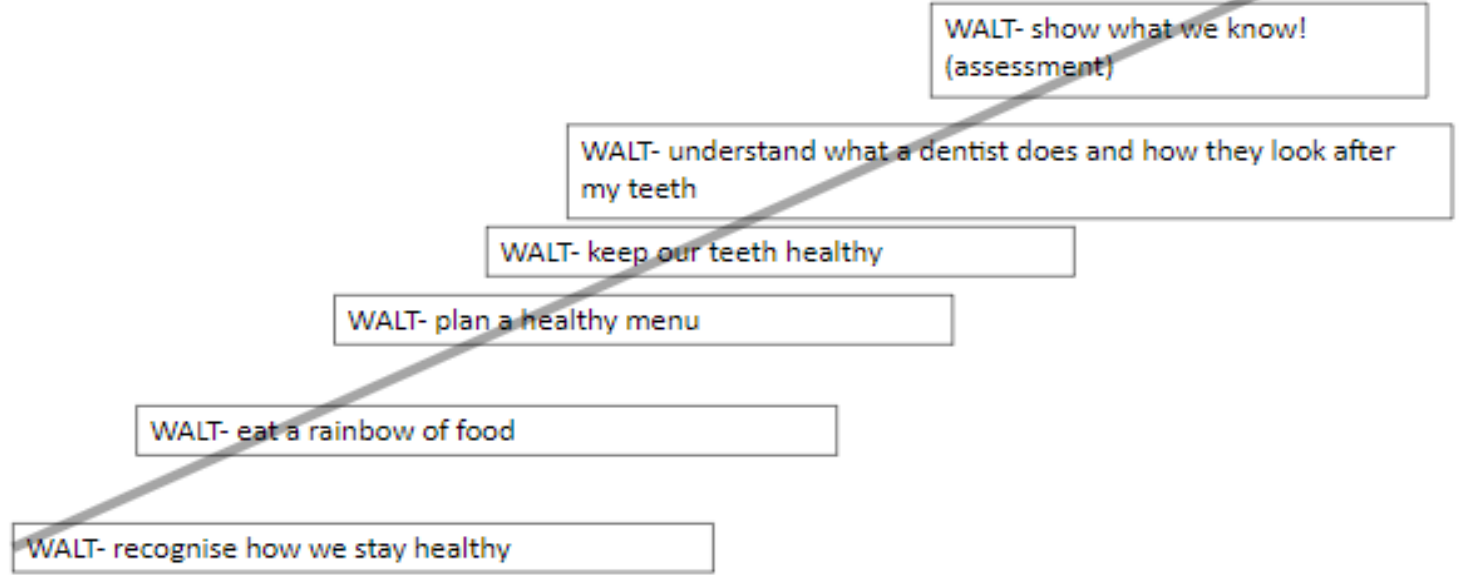 WALT- show what we know!
(assessment)
WALT- understand what a dentist does and how they look after
my teeth
WALT- keep our teeth healthy
WALT- plan a healthy menu
WALT- eat a rainbow of food
WALT- recognise how we stay healthy